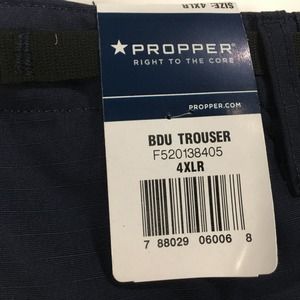 SIZE: 4XLR
★ PROPPER
RIGHT TO THE CORE
PROPPER.COM
BDU TROUSER
F520138405
4XLR
7 88029 06006 8